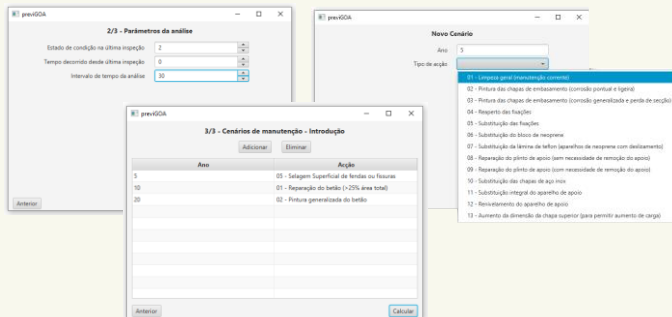 previGOA
2/3 - Parâmetros da análise
Estado de condição na última inspeção 2
Tempo decorrido desde última inspeção 0
Intervalo de tempo da análise 30
Anterior
previGOA
Novo Cenário
Ano 5
Tipo de acção
01 - Limpeza geral (manutenção corrente)
02 - Pintura das chapas de embasamento (corrosão pontual e ligeira)
03 - Pintura das chapas de embasamento (corrosão generalizada e perda de secção)
04 - Reaperto das fixações
05 - Substituição das fixações
06 - Substituição do bloco de neoprene
07 - Substituição da lâmina de teflon (aparelhos de neoprene com deslizamento)
08 - Reparação do plinto de apoio (sem necessidade de remoção do apoio)
09 - Reparação do plinto de apoio (com necessidade de remoção do apoio)
10 - Substituição das chapas de aço inox
11 - Substituição integral do aparelho de apoio
12 - Renivelamento do aparelho de apoio
13 - Aumento da dimensão da chapa superior (para permitir aumento de carga)
previGOA
3/3 - Cenários de manutenção - Introdução
Adicionar Eliminar
Ano Acção
5 03 - Selagem Superficial de fendas ou fissuras
10 01 - Reparação do betão (>25% área total)
20 02 - Pintura generalizada do betão
Anterior Calcular